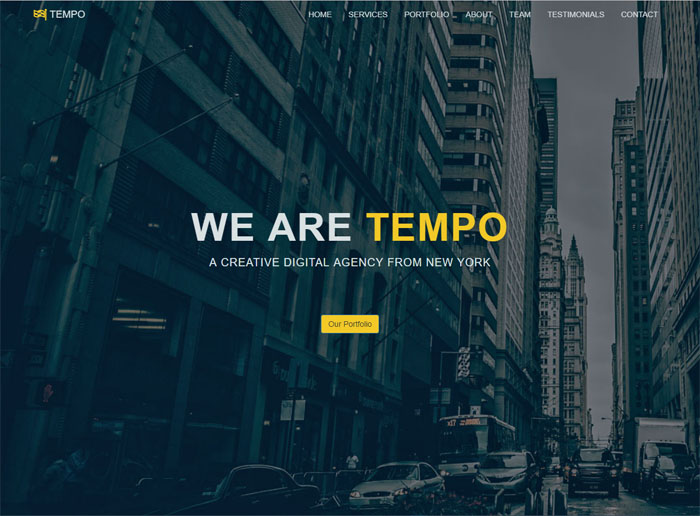 TEMPO
HOME SERVICES PORTFOLIO ABOUT TEAM TESTIMONIALS CONTACT
WE ARE TEMPO
A CREATIVE DIGITAL AGENCY FROM NEW YORK
Our Portfolio